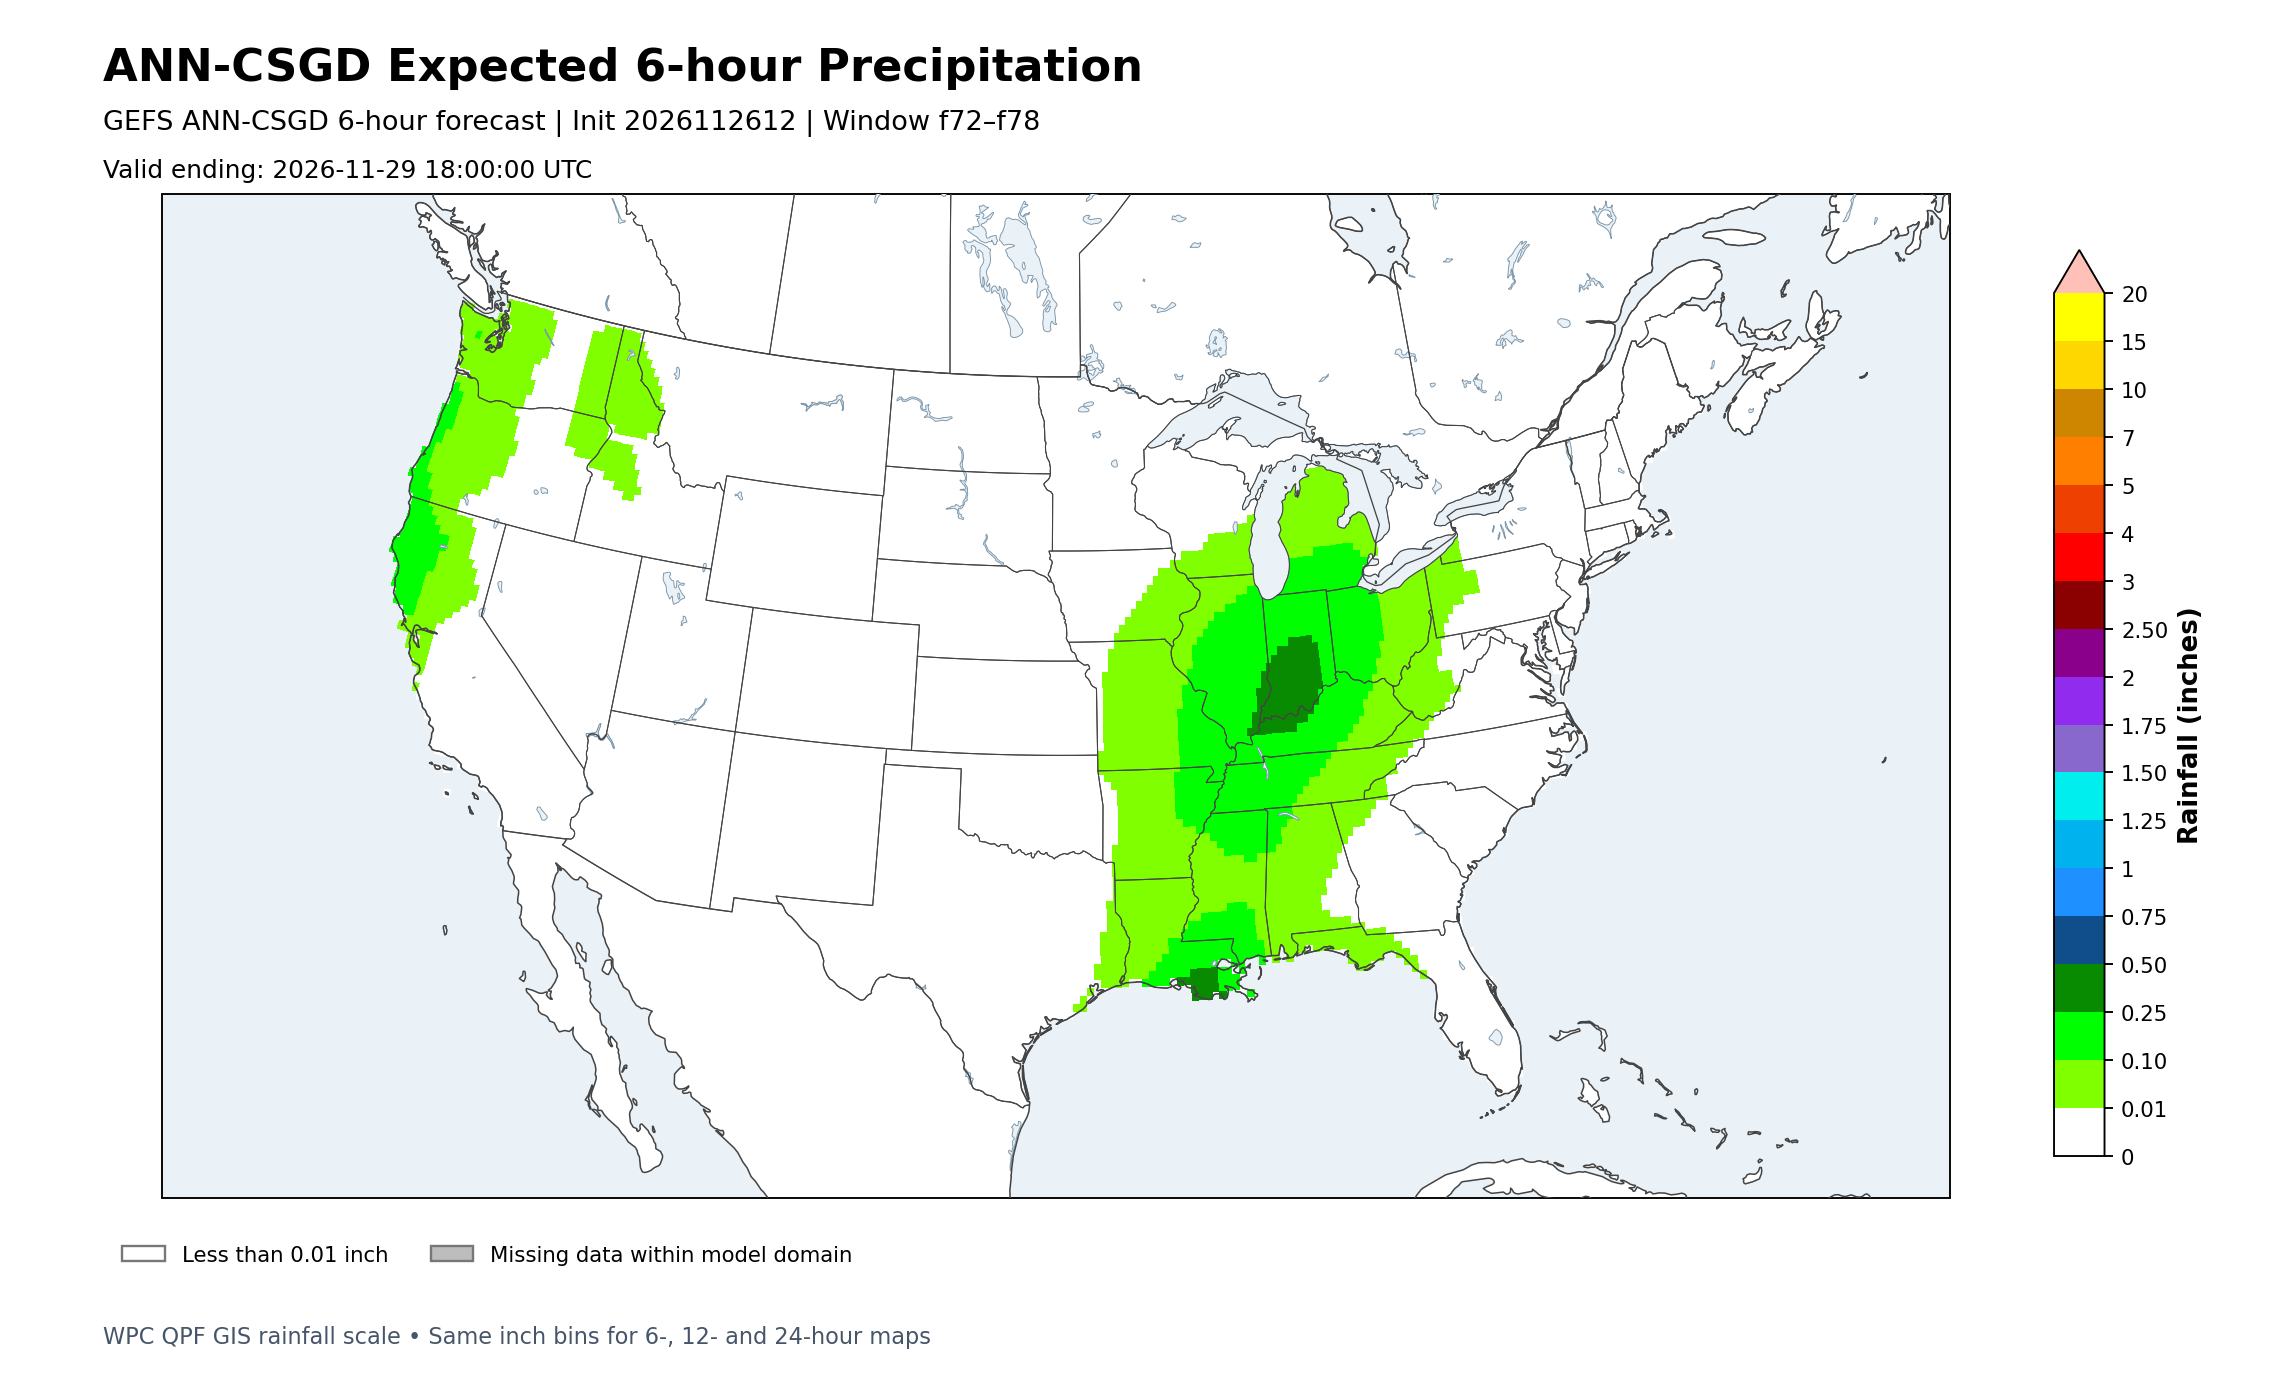 ANN-CSGD Expected 6-hour Precipitation
GEFS ANN-CSGD 6-hour forecast | Init 2026112612 | Window f72–f78
Valid ending: 2026-11-29 18:00:00 UTC
20
15
10
7
5
4
3
2.50
2
1.75
1.50
1.25
1
0.75
0.50
0.25
0.10
0.01
0
Rainfall (inches)
Less than 0.01 inch
Missing data within model domain
WPC QPF GIS rainfall scale • Same inch bins for 6-, 12- and 24-hour maps